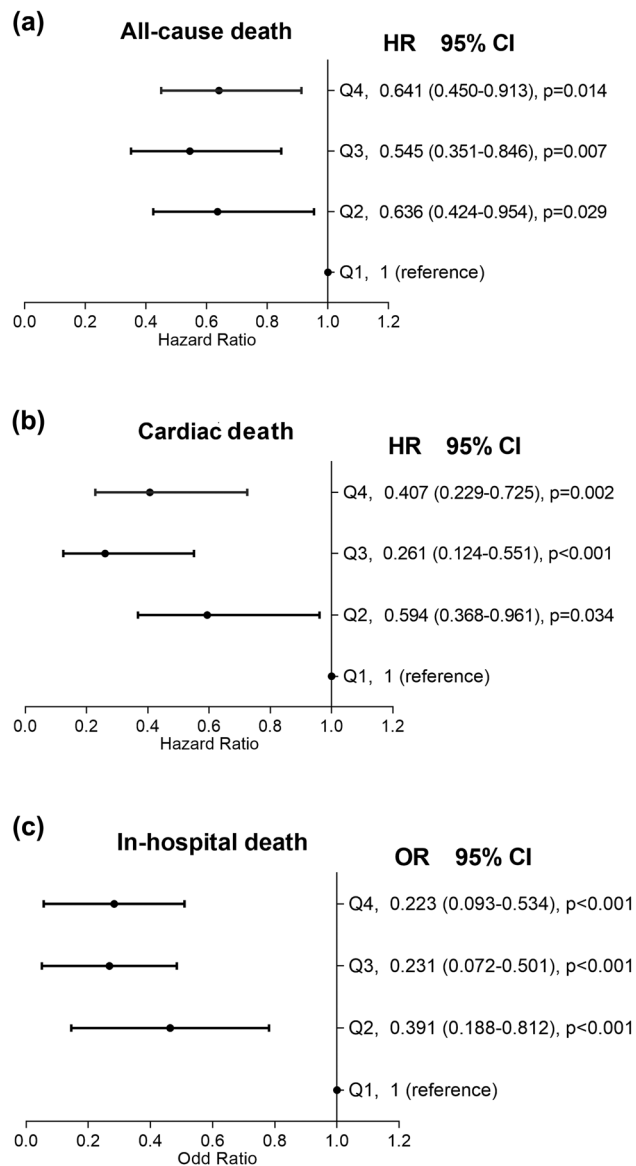 (a)
All-cause death
HR 95% CI
Q4, 0.641 (0.450-0.913), p=0.014
Q3, 0.545 (0.351-0.846), p=0.007
Q2, 0.636 (0.424-0.954), p=0.029
Q1, 1 (reference)
0.0 0.2 0.4 0.6 0.8 1.0 1.2
Hazard Ratio
(b)
Cardiac death
HR 95% CI
Q4, 0.407 (0.229-0.725), p=0.002
Q3, 0.261 (0.124-0.551), p<0.001
Q2, 0.594 (0.368-0.961), p=0.034
Q1, 1 (reference)
0.0 0.2 0.4 0.6 0.8 1.0 1.2
Hazard Ratio
(c)
In-hospital death
OR 95% CI
Q4, 0.223 (0.093-0.534), p<0.001
Q3, 0.231 (0.072-0.501), p<0.001
Q2, 0.391 (0.188-0.812), p<0.001
Q1, 1 (reference)
0.0 0.2 0.4 0.6 0.8 1.0 1.2
Odd Ratio